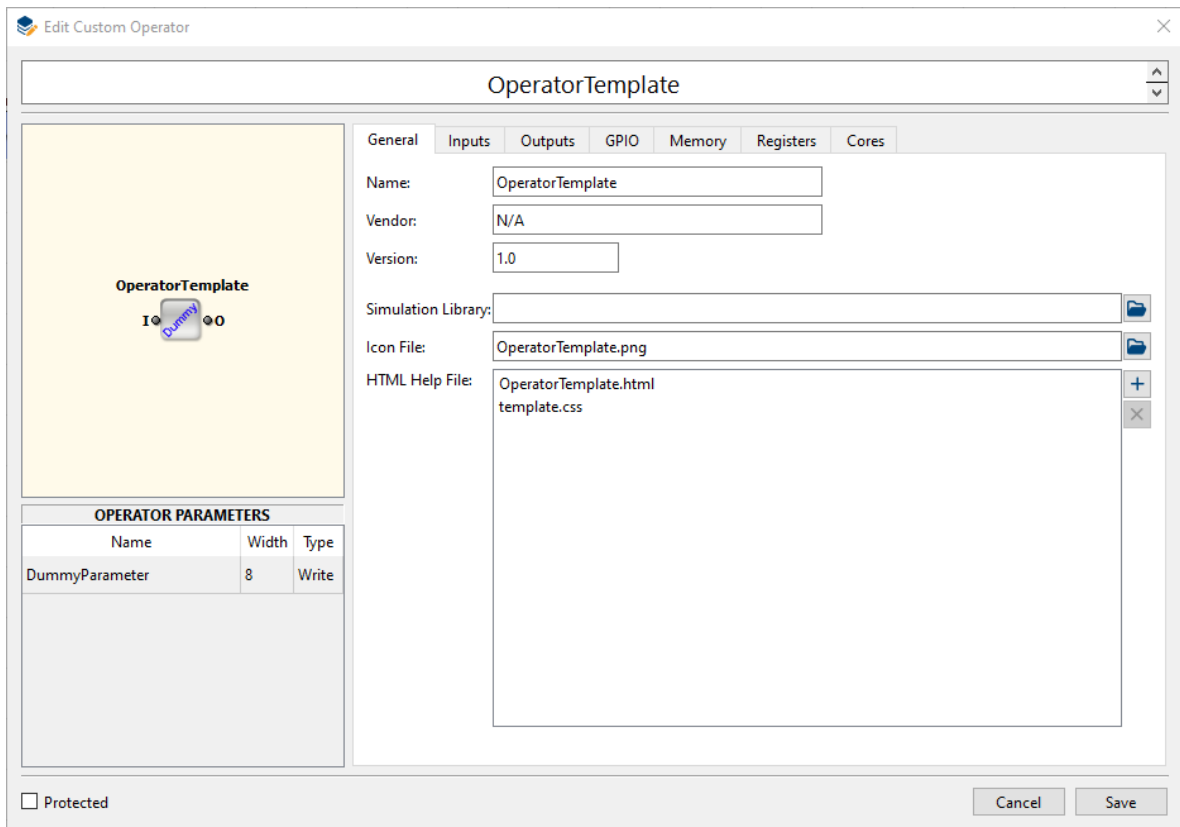 Edit Custom Operator
OperatorTemplate
General Inputs Outputs GPIO Memory Registers Cores
Name: OperatorTemplate
Vendor: N/A
Version: 1.0
Simulation Library:
Icon File: OperatorTemplate.png
HTML Help File: OperatorTemplate.html
template.css
OperatorTemplate
I Dummy O
OPERATOR PARAMETERS
Name Width Type
DummyParameter 8 Write
Protected
Cancel Save